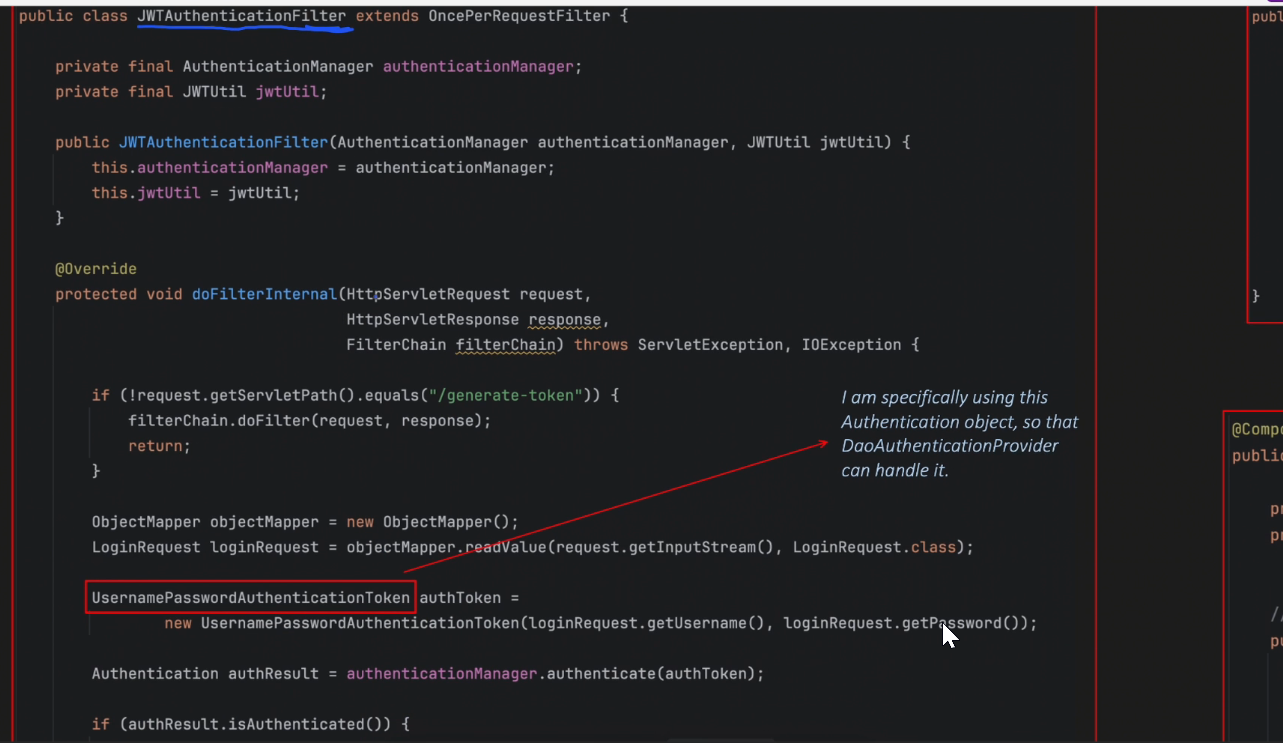 public class JWTAuthenticationFilter extends OncePerRequestFilter {
private final AuthenticationManager authenticationManager;
private final JWTUtil jwtUtil;
public JWTAuthenticationFilter(AuthenticationManager authenticationManager, JWTUtil jwtUtil) {
this.authenticationManager = authenticationManager;
this.jwtUtil = jwtUtil;
}
@Override
protected void doFilterInternal(HttpServletRequest request,
HttpServletResponse response,
FilterChain filterChain) throws ServletException, IOException {
if (!request.getServletPath().equals("/generate-token")) {
filterChain.doFilter(request, response);
return;
}
I am specifically using this
Authentication object, so that
DaoAuthenticationProvider
can handle it.
ObjectMapper objectMapper = new ObjectMapper();
LoginRequest loginRequest = objectMapper.readValue(request.getInputStream(), LoginRequest.class);
UsernamePasswordAuthenticationToken authToken =
new UsernamePasswordAuthenticationToken(loginRequest.getUsername(), loginRequest.getPassword());
Authentication authResult = authenticationManager.authenticate(authToken);
if (authResult.isAuthenticated()) {
}
//